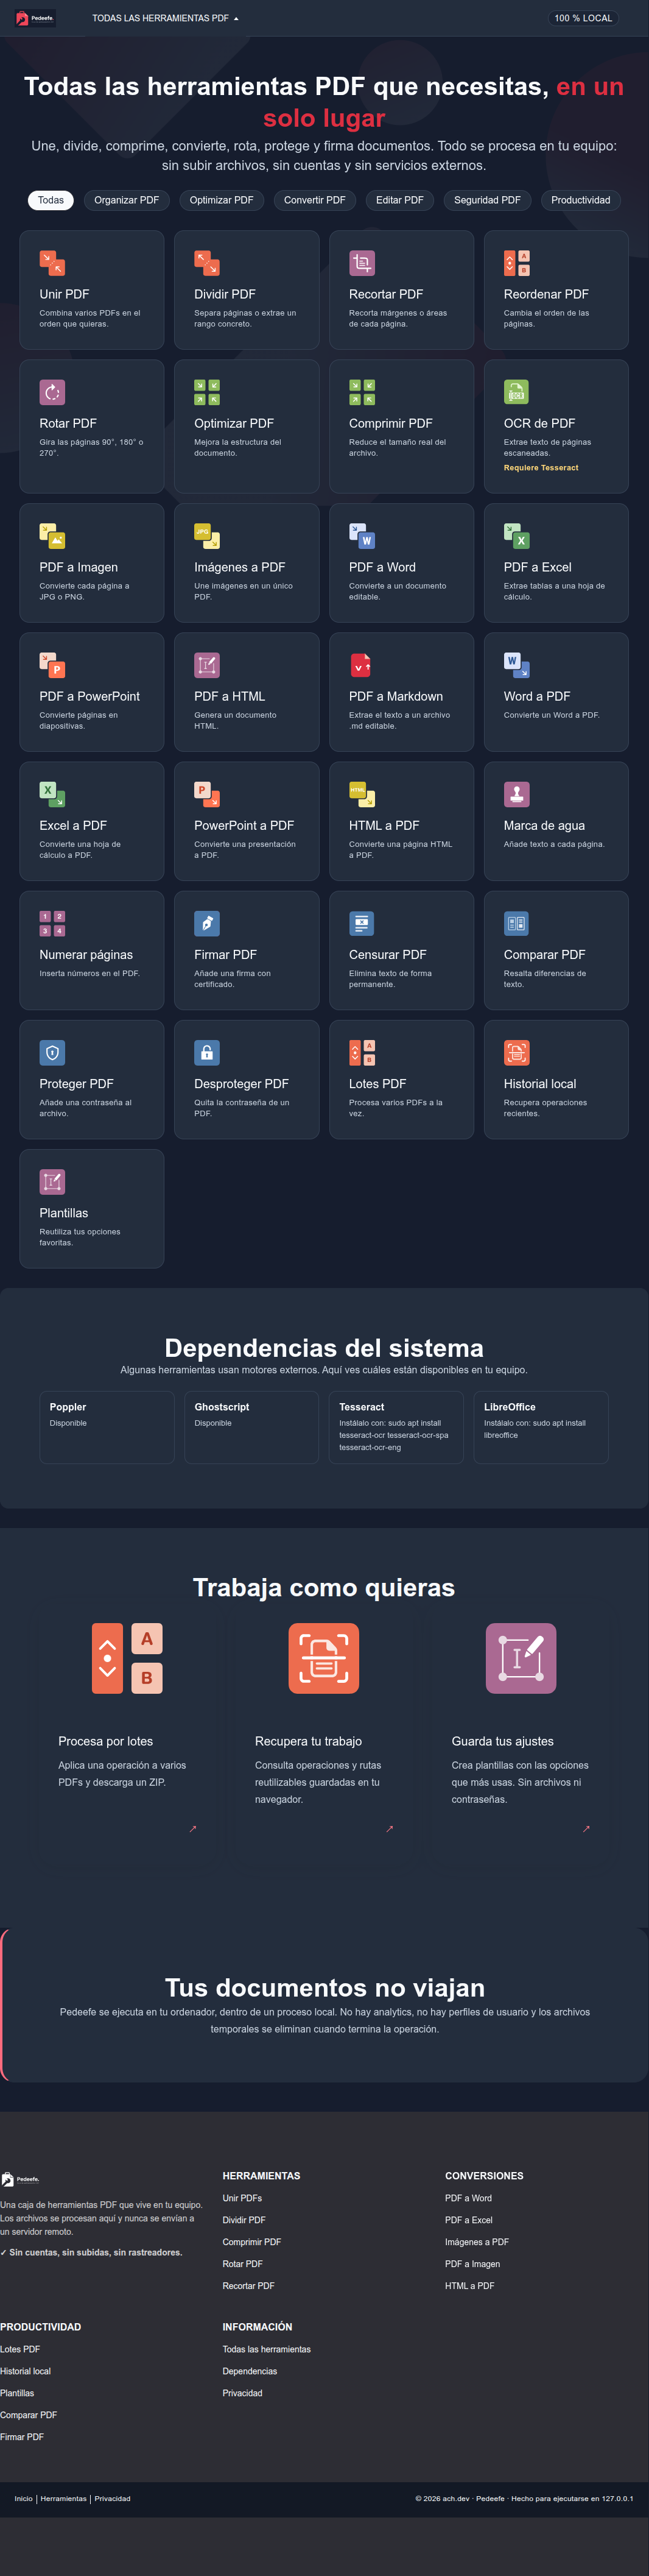 Pedeefe.
TODAS LAS HERRAMIENTAS PDF
100 % LOCAL
Todas las herramientas PDF que necesitas, en un
solo lugar
Une, divide, comprime, convierte, rota, protege y firma documentos. Todo se procesa en tu equipo:
sin subir archivos, sin cuentas y sin servicios externos.
Todas
Organizar PDF
Optimizar PDF
Convertir PDF
Editar PDF
Seguridad PDF
Productividad
Unir PDF
Combina varios PDFs en el
orden que quieras.
Dividir PDF
Separa páginas o extrae un
rango concreto.
Recortar PDF
Recorta márgenes o áreas
de cada página.
A
B
Reordenar PDF
Cambia el orden de las
páginas.
Rotar PDF
Gira las páginas 90°, 180° o
270°.
Optimizar PDF
Mejora la estructura del
documento.
Comprimir PDF
Reduce el tamaño real del
archivo.
OCR
OCR de PDF
Extrae texto de páginas
escaneadas.
Requiere Tesseract
PDF a Imagen
Convierte cada página a
JPG o PNG.
JPG
Imágenes a PDF
Une imágenes en un único
PDF.
W
PDF a Word
Convierte a un documento
editable.
X
PDF a Excel
Extrae tablas a una hoja de
cálculo.
P
PDF a PowerPoint
Convierte páginas en
diapositivas.
PDF a HTML
Genera un documento
HTML.
PDF a Markdown
Extrae el texto a un archivo
.md editable.
W
Word a PDF
Convierte un Word a PDF.
X
Excel a PDF
Convierte una hoja de
cálculo a PDF.
P
PowerPoint a PDF
Convierte una presentación
a PDF.
HTML
HTML a PDF
Convierte una página HTML
a PDF.
Marca de agua
Añade texto a cada página.
1 2
3 4
Numerar páginas
Inserta números en el PDF.
Firmar PDF
Añade una firma con
certificado.
Censurar PDF
Elimina texto de forma
permanente.
Comparar PDF
Resalta diferencias de
texto.
Proteger PDF
Añade una contraseña al
archivo.
Desproteger PDF
Quita la contraseña de un
PDF.
A
B
Lotes PDF
Procesa varios PDFs a la
vez.
Historial local
Recupera operaciones
recientes.
Plantillas
Reutiliza tus opciones
favoritas.
Dependencias del sistema
Algunas herramientas usan motores externos. Aquí ves cuáles están disponibles en tu equipo.
Poppler
Disponible
Ghostscript
Disponible
Tesseract
Instálalo con: sudo apt install
tesseract-ocr tesseract-ocr-spa
tesseract-ocr-eng
LibreOffice
Instálalo con: sudo apt install
libreoffice
Trabaja como quieras
A
B
Procesa por lotes
Aplica una operación a varios
PDFs y descarga un ZIP.
↗
Recupera tu trabajo
Consulta operaciones y rutas
reutilizables guardadas en tu
navegador.
↗
Guarda tus ajustes
Crea plantillas con las opciones
que más usas. Sin archivos ni
contraseñas.
↗
Tus documentos no viajan
Pedeefe se ejecuta en tu ordenador, dentro de un proceso local. No hay analytics, no hay perfiles de usuario y los archivos
temporales se eliminan cuando termina la operación.
Pedeefe.
Una caja de herramientas PDF que vive en tu equipo.
Los archivos se procesan aquí y nunca se envían a
un servidor remoto.
✓ Sin cuentas, sin subidas, sin rastreadores.
HERRAMIENTAS
Unir PDFs
Dividir PDF
Comprimir PDF
Rotar PDF
Recortar PDF
CONVERSIONES
PDF a Word
PDF a Excel
Imágenes a PDF
PDF a Imagen
HTML a PDF
PRODUCTIVIDAD
Lotes PDF
Historial local
Plantillas
Comparar PDF
Firmar PDF
INFORMACIÓN
Todas las herramientas
Dependencias
Privacidad
Inicio | Herramientas | Privacidad
© 2026 ach.dev · Pedeefe · Hecho para ejecutarse en 127.0.0.1